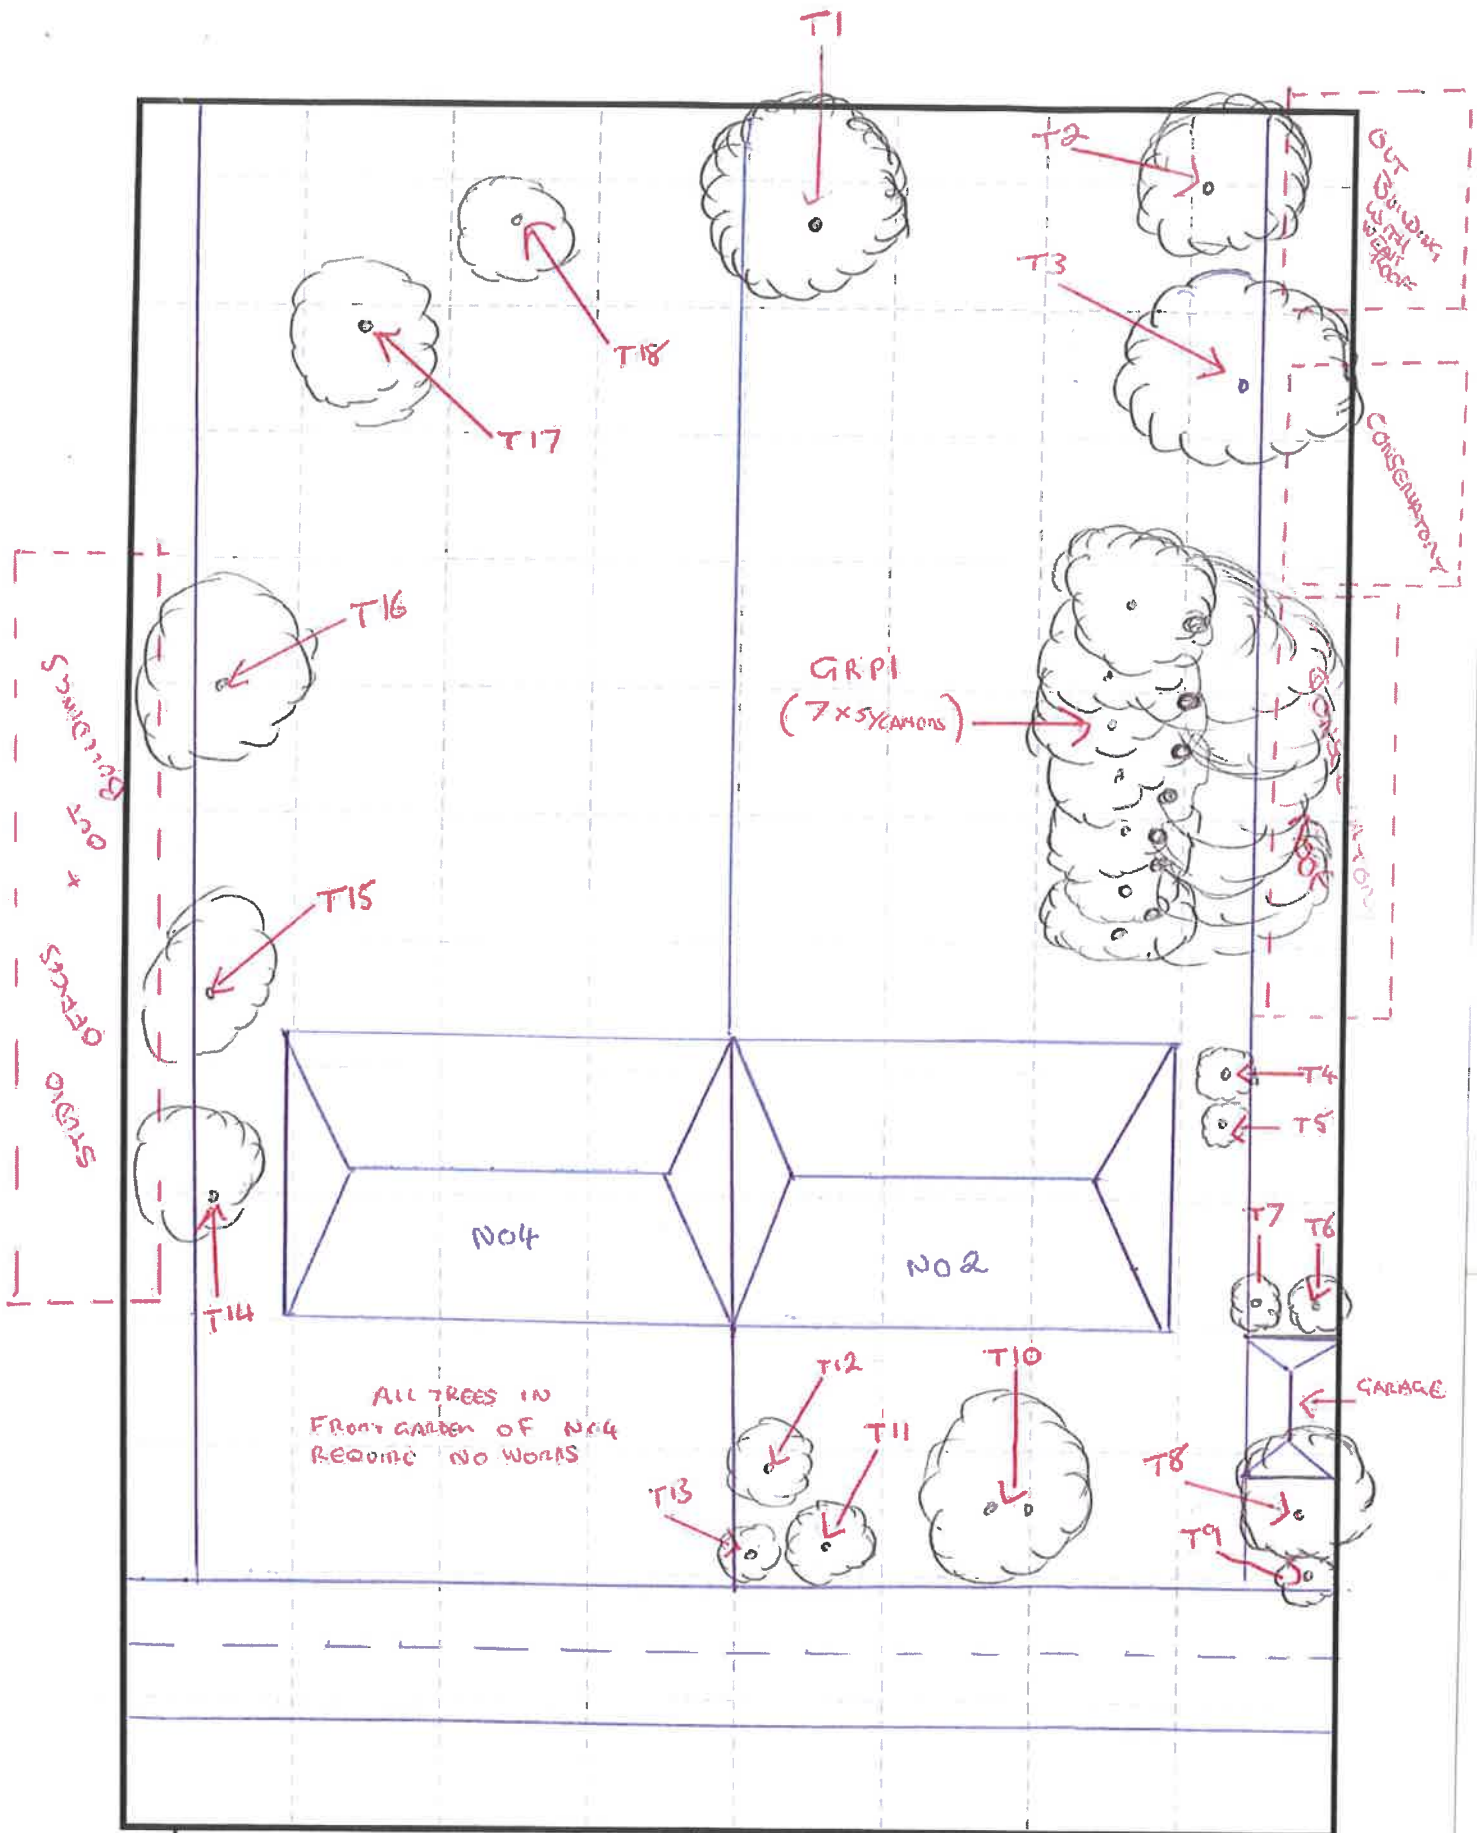 T1
T2
T3
OUT
BUILDING
WITH
ROOF
T18
T17
CONSERVATORY
T16
GRP1
(7 x SYCAMORE)
BUILDINGS
OUT
x
OFFICES
STUDIO
T15
T4
T5
T7
T6
T14
NO4
NO2
T12
T10
GARAGE
ALL TREES IN
FRONT GARDEN OF NO4
REQUIRE NO WORKS
T11
T8
T13
T9